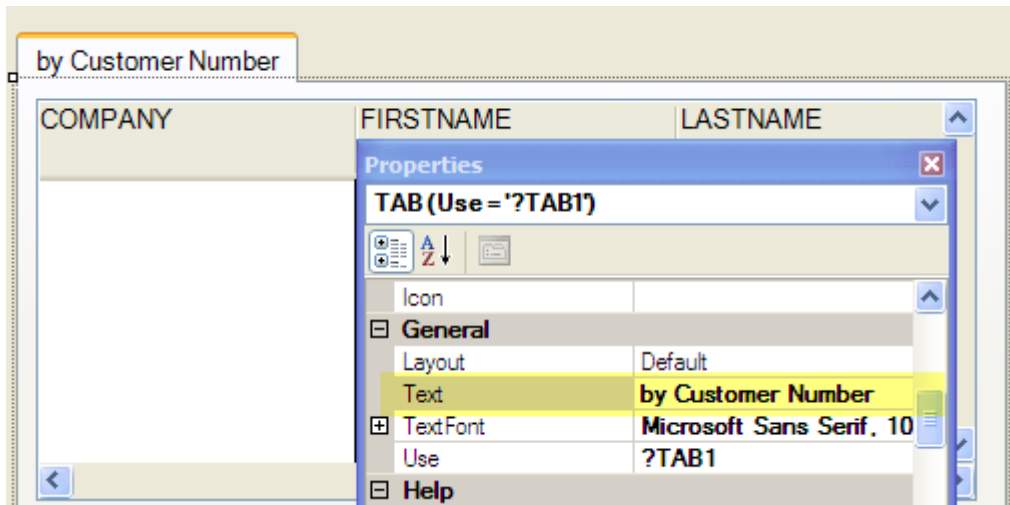 by Customer Number
COMPANY FIRSTNAME LASTNAME
Properties
TAB (Use = '?TAB1')
A
Z
Icon
General
Layout Default
Text by Customer Number
TextFont Microsoft Sans Serif, 10
Use ?TAB1
Help